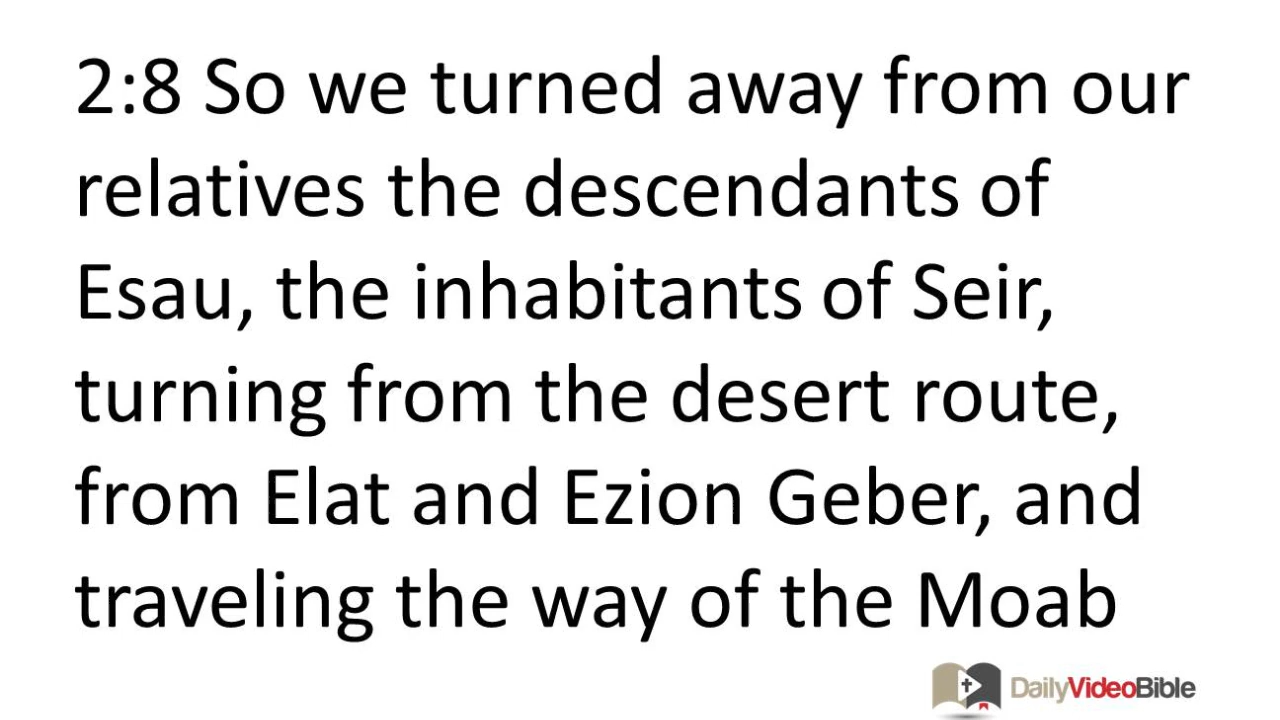 2:8 So we turned away from our
relatives the descendants of
Esau, the inhabitants of Seir,
turning from the desert route,
from Elat and Ezion Geber, and
traveling the way of the Moab
DailyVideoBible